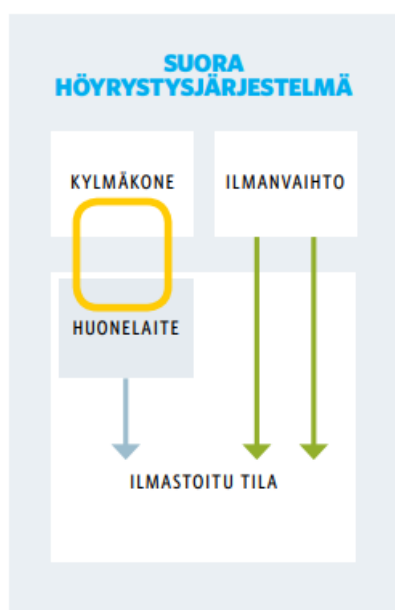 SUORA
HÖYRYSTYSJÄRJESTELMÄ
KYLMÄKONE
ILMANVAIHTO
HUONELAITE
ILMASTOITU TILA